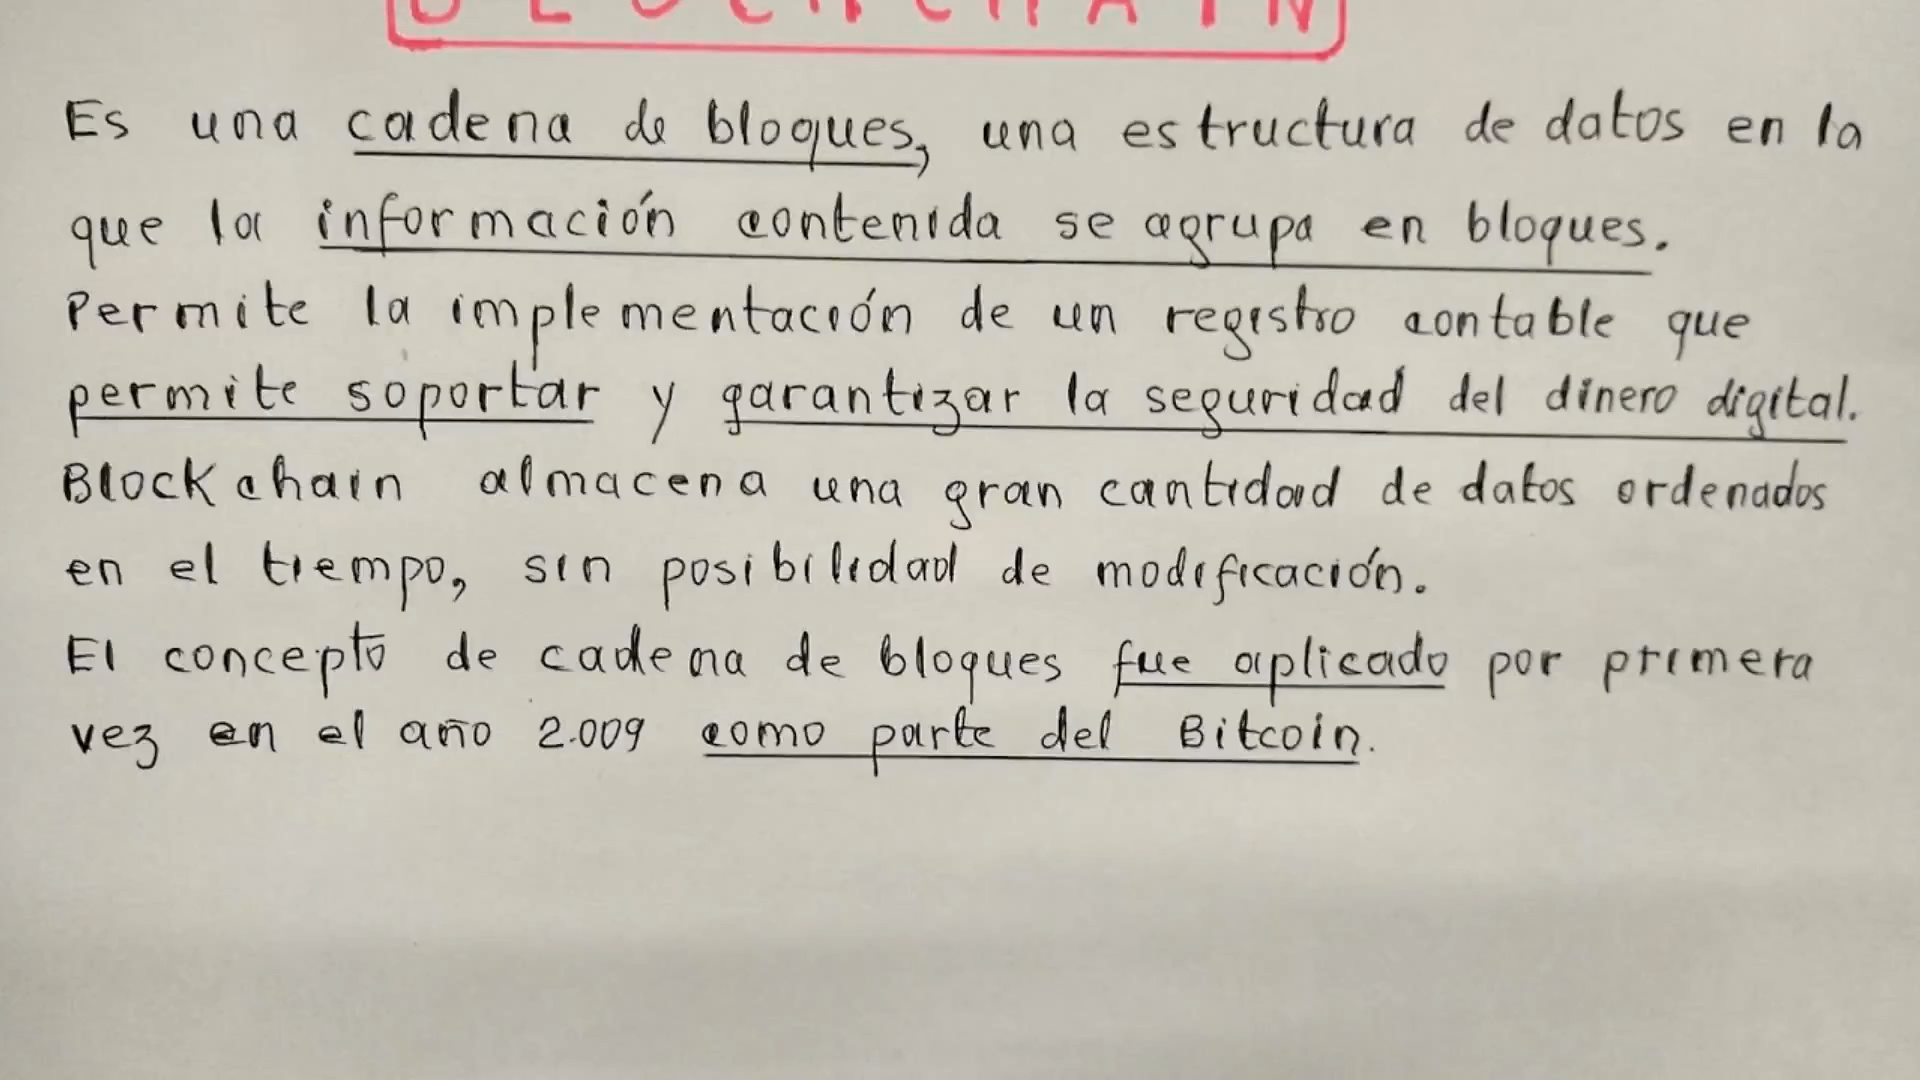 BLOCKCHAIN
Es una cadena de bloques, una estructura de datos en la
que la información contenida se agrupa en bloques.
Permite la implementación de un registro contable que
permite soportar y garantizar la seguridad del dinero digital.
Blockchain almacena una gran cantidad de datos ordenados
en el tiempo, sin posibilidad de modificación.
El concepto de cadena de bloques fue aplicado por primera
vez en el año 2.009 como parte del Bitcoin.